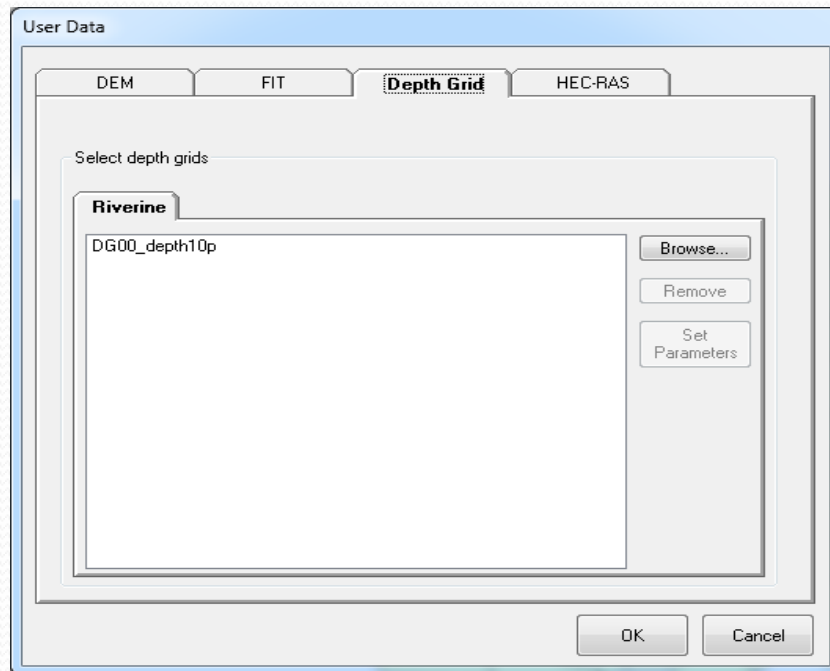 User Data
DEM FIT Depth Grid HEC-RAS
Select depth grids
Riverine
DG00_depth10p
Browse...
Remove
Set
Parameters
OK Cancel